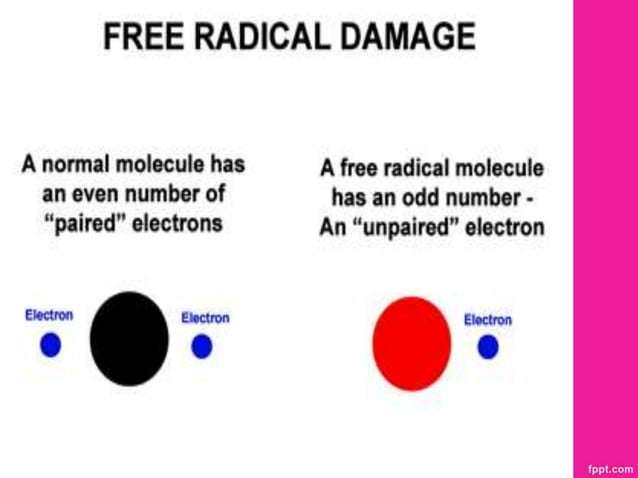 FREE RADICAL DAMAGE
A normal molecule has
an even number of
“paired” electrons
A free radical molecule
has an odd number -
An “unpaired” electron
Electron
Electron
Electron
fppt.com